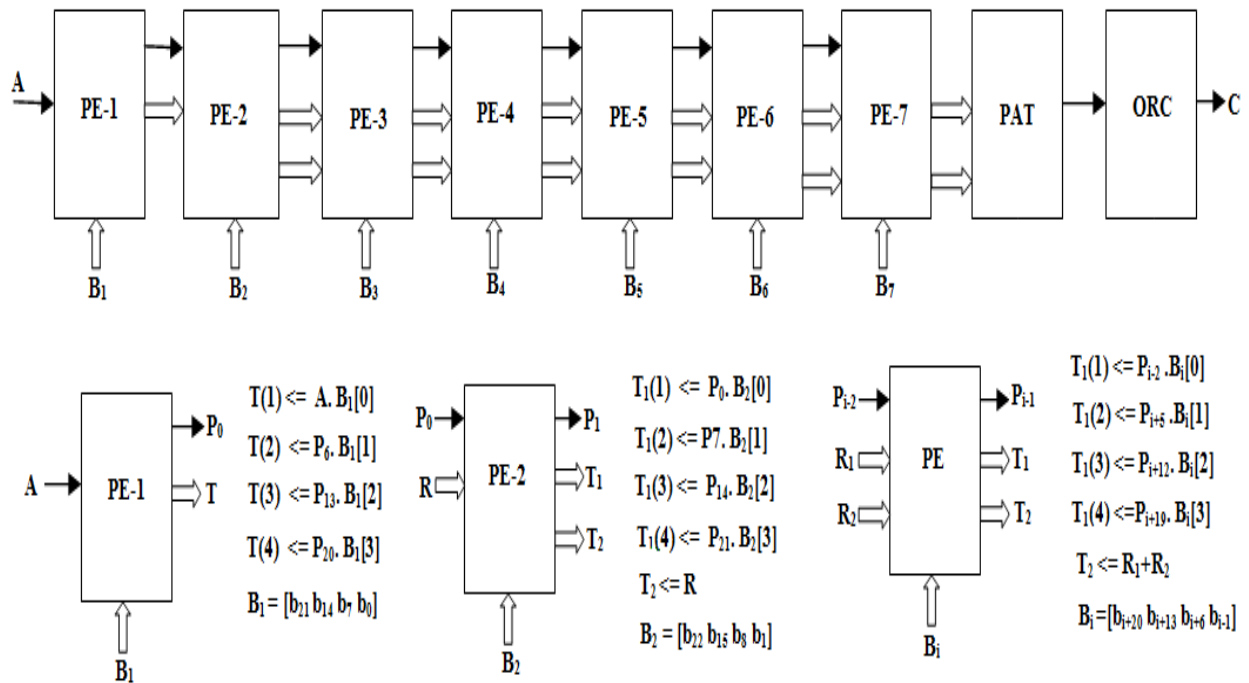 A
PE-1
PE-2
PE-3
PE-4
PE-5
PE-6
PE-7
PAT
ORC
C
B₁
B₂
B₃
B₄
B₅
B₆
B₇
A
PE-1
P₀
T
B₁
T(1) <= A. B₁[0]
T(2) <=P₆. B₁[1]
T(3) <=P₁₃. B₁[2]
T(4) <=P₂₀. B₁[3]
B₁ = [b₂₁ b₁₄ b₇ b₀]
P₀
R
PE-2
P₁
T₁
T₂
B₂
T₁(1) <= P₀. B₂[0]
T₁(2) <=P7. B₂[1]
T₁(3) <=P₁₄. B₂[2]
T₁(4) <=P₂₁. B₂[3]
T₂ <= R
B₂ = [b₂₂ b₁₅ b₈ b₁]
Pᵢ₋₂
R₁
R₂
PE
Pᵢ₋₁
T₁
T₂
Bᵢ
T₁(1) <=Pᵢ₋₂ .Bᵢ[0]
T₁(2) <=Pᵢ₊₅ .Bᵢ[1]
T₁(3) <=Pᵢ₊₁₂. Bᵢ[2]
T₁(4) <=Pᵢ₊₁₉. Bᵢ[3]
T₂ <= R₁+R₂
Bᵢ=[bᵢ₊₂₀ bᵢ₊₁₃ bᵢ₊₆ bᵢ₋₁]